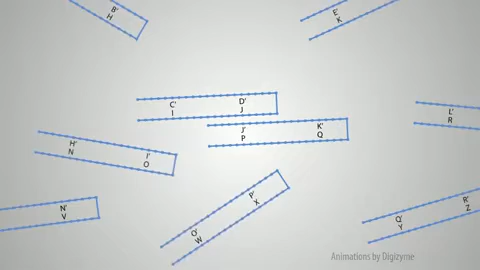 B'
H
E'
K
C'
I
D'
J
L'
R
J'
P
K'
Q
H'
N
I'
O
P'
X
R'
Z
N'
V
Q'
Y
O'
W
Animations by Digizyme